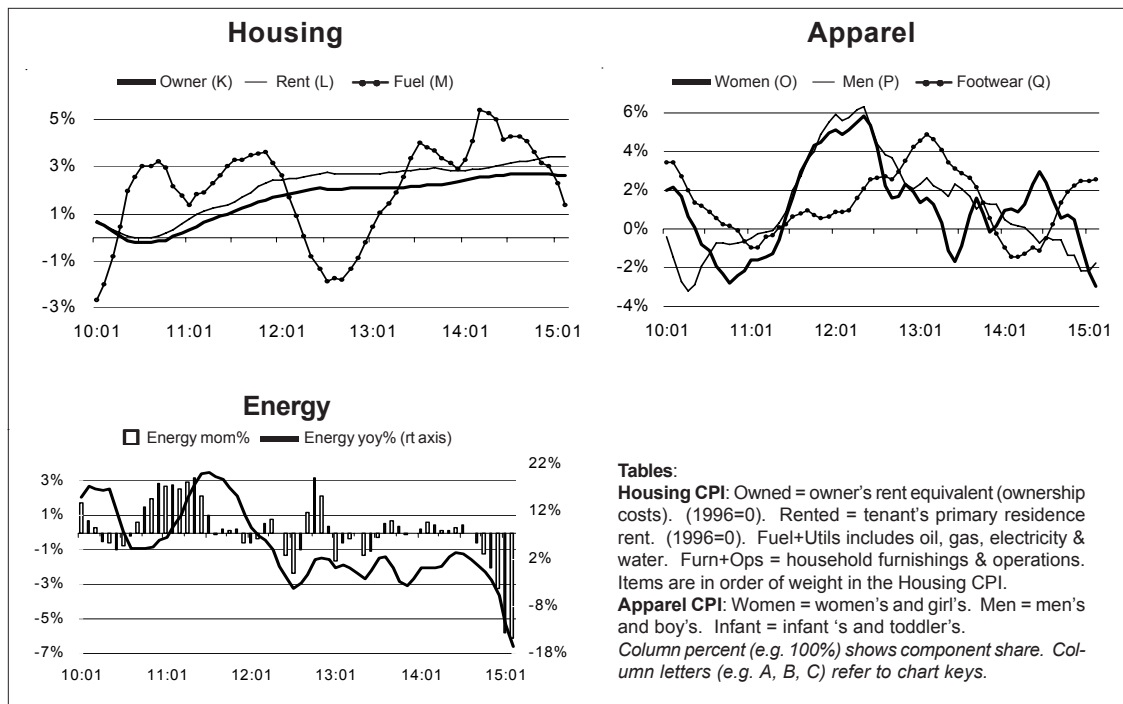 Housing
Owner (K) Rent (L) Fuel (M)
5%
3%
1%
-1%
-3%
10:01 11:01 12:01 13:01 14:01 15:01
Apparel
Women (O) Men (P) Footwear (Q)
6%
4%
2%
0%
-2%
-4%
10:01 11:01 12:01 13:01 14:01 15:01
Energy
Energy mom% Energy yoy% (rt axis)
3%
1%
-1%
-3%
-5%
-7%
22%
12%
2%
-8%
-18%
10:01 11:01 12:01 13:01 14:01 15:01
Tables:
Housing CPI: Owned = owner's rent equivalent (ownership
costs). (1996=0). Rented = tenant's primary residence
rent. (1996=0). Fuel+Utils includes oil, gas, electricity &
water. Furn+Ops = household furnishings & operations.
Items are in order of weight in the Housing CPI.
Apparel CPI: Women = women's and girl's. Men = men's
and boy's. Infant = infant 's and toddler's.
Column percent (e.g. 100%) shows component share. Col-
umn letters (e.g. A, B, C) refer to chart keys.